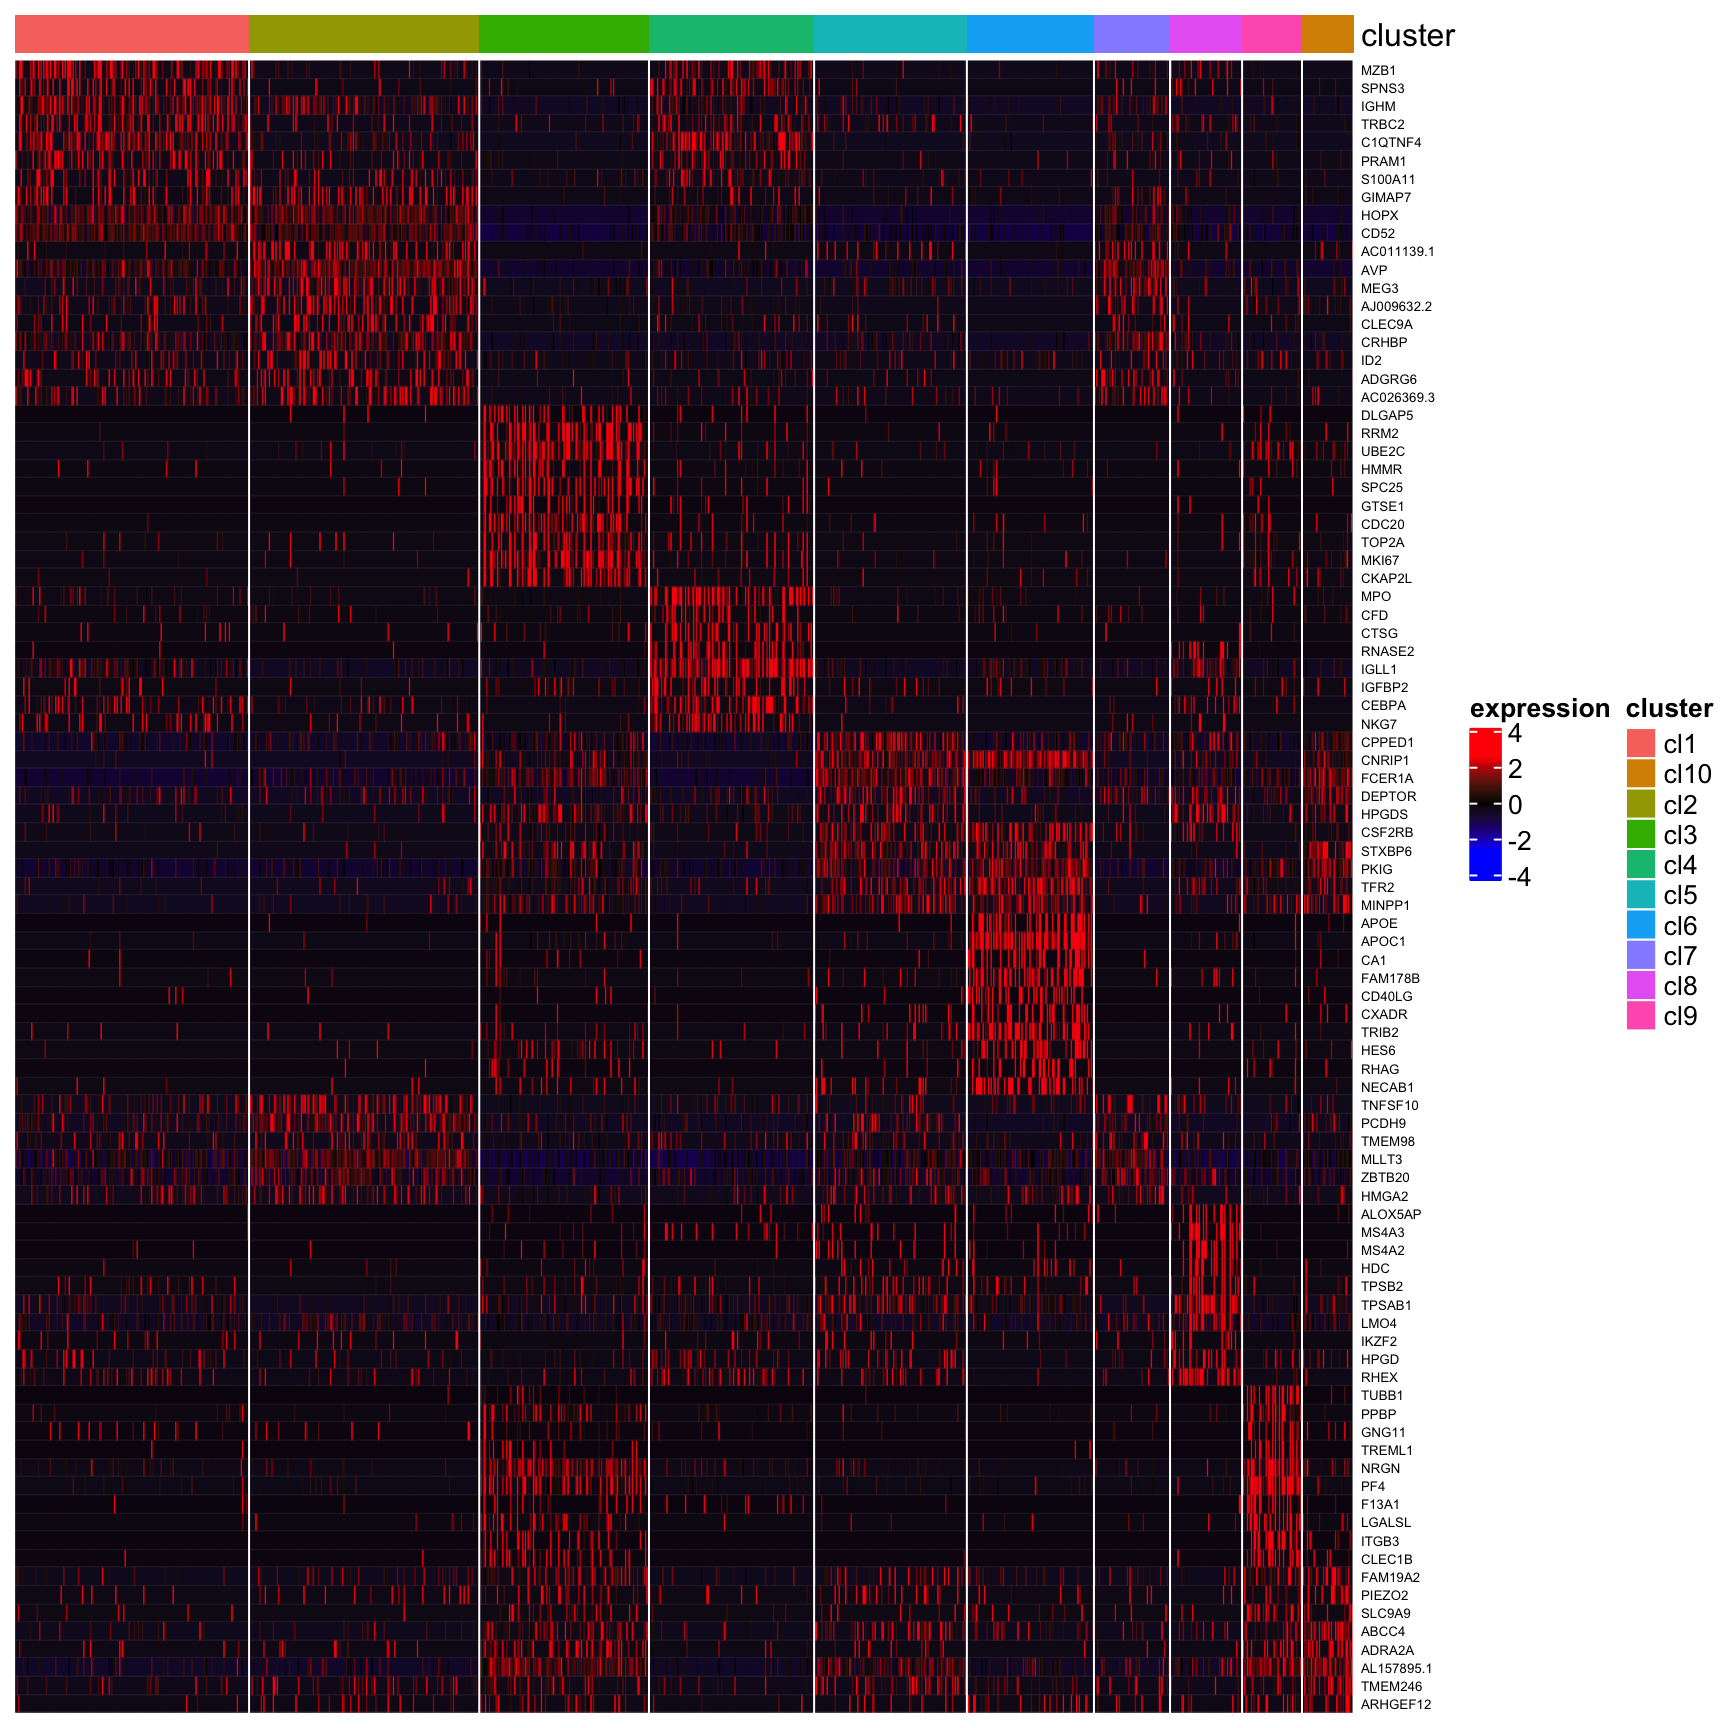 cluster
MZB1
SPNS3
IGHM
TRBC2
C1QTNF4
PRAM1
S100A11
GIMAP7
HOPX
CD52
AC011139.1
AVP
MEG3
AJ009632.2
CLEC9A
CRHBP
ID2
ADGRG6
AC026369.3
DLGAP5
RRM2
UBE2C
HMMR
SPC25
GTSE1
CDC20
TOP2A
MKI67
CKAP2L
MPO
CFD
CTSG
RNASE2
IGLL1
IGFBP2
CEBPA
NKG7
CPPED1
CNRIP1
FCER1A
DEPTOR
HPGDS
CSF2RB
STXBP6
PKIG
TFR2
MINPP1
APOE
APOC1
CA1
FAM178B
CD40LG
CXADR
TRIB2
HES6
RHAG
NECAB1
TNFSF10
PCDH9
TMEM98
MLLT3
ZBTB20
HMGA2
ALOX5AP
MS4A3
MS4A2
HDC
TPSB2
TPSAB1
LMO4
IKZF2
HPGD
RHEX
TUBB1
PPBP
GNG11
TREML1
NRGN
PF4
F13A1
LGALSL
ITGB3
CLEC1B
FAM19A2
PIEZO2
SLC9A9
ABCC4
ADRA2A
AL157895.1
TMEM246
ARHGEF12
expression
4
2
0
-2
-4
cluster
cl1
cl10
cl2
cl3
cl4
cl5
cl6
cl7
cl8
cl9